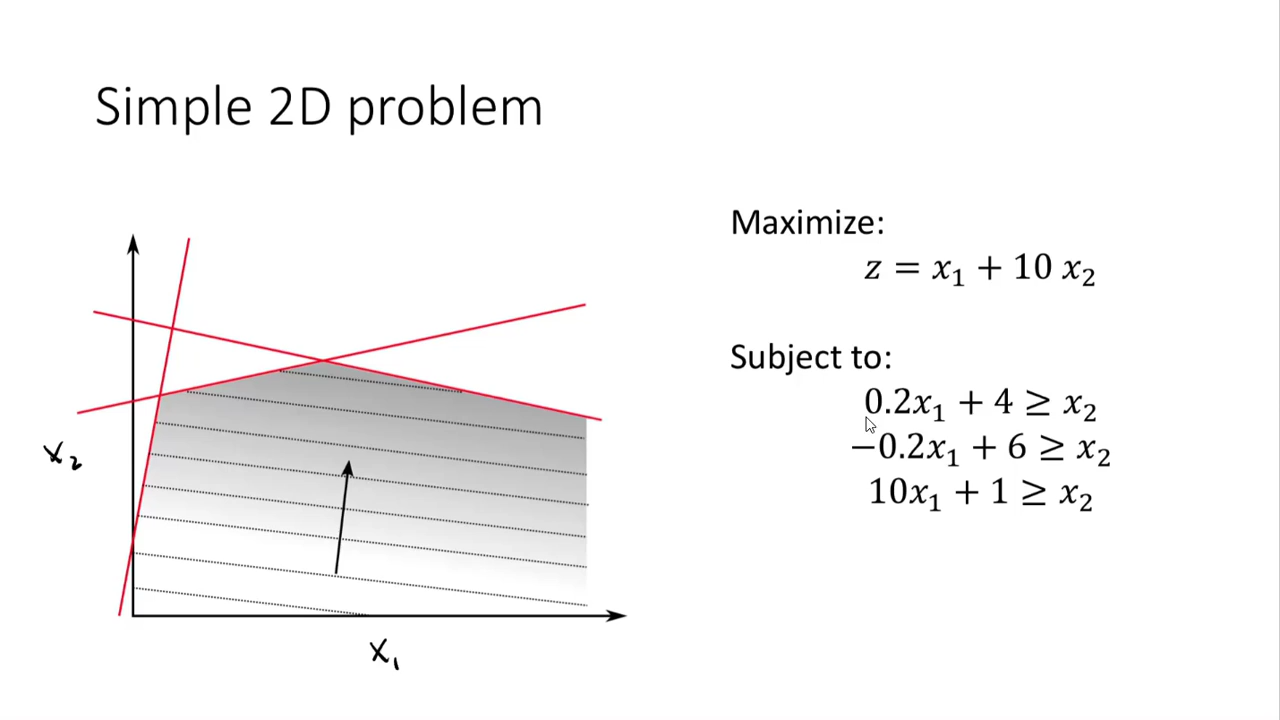 Simple 2D problem
Maximize:
z = x₁ + 10 x₂
Subject to:
0.2x₁ + 4 ≥ x₂
−0.2x₁ + 6 ≥ x₂
10x₁ + 1 ≥ x₂
x₂
x₁